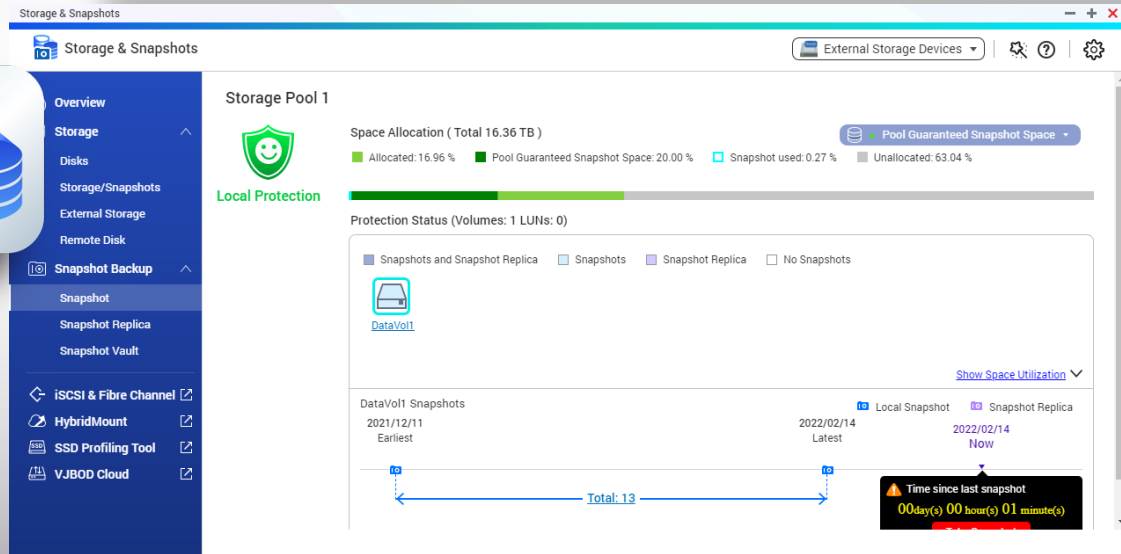 Storage & Snapshots
Storage & Snapshots
External Storage Devices
Overview
Storage
Disks
Storage/Snapshots
External Storage
Remote Disk
Snapshot Backup
Snapshot
Snapshot Replica
Snapshot Vault
iSCSI & Fibre Channel
HybridMount
SSD Profiling Tool
VJBOD Cloud
Storage Pool 1
Local Protection
Space Allocation ( Total 16.36 TB )
Pool Guaranteed Snapshot Space
Allocated: 16.96 % Pool Guaranteed Snapshot Space: 20.00 % Snapshot used: 0.27 % Unallocated: 63.04 %
Protection Status (Volumes: 1 LUNs: 0)
Snapshots and Snapshot Replica Snapshots Snapshot Replica No Snapshots
DataVol1
Show Space Utilization
DataVol1 Snapshots
Local Snapshot Snapshot Replica
2021/12/11
Earliest
2022/02/14
Latest
2022/02/14
Now
Total: 13
Time since last snapshot
00day(s) 00 hour(s) 01 minute(s)